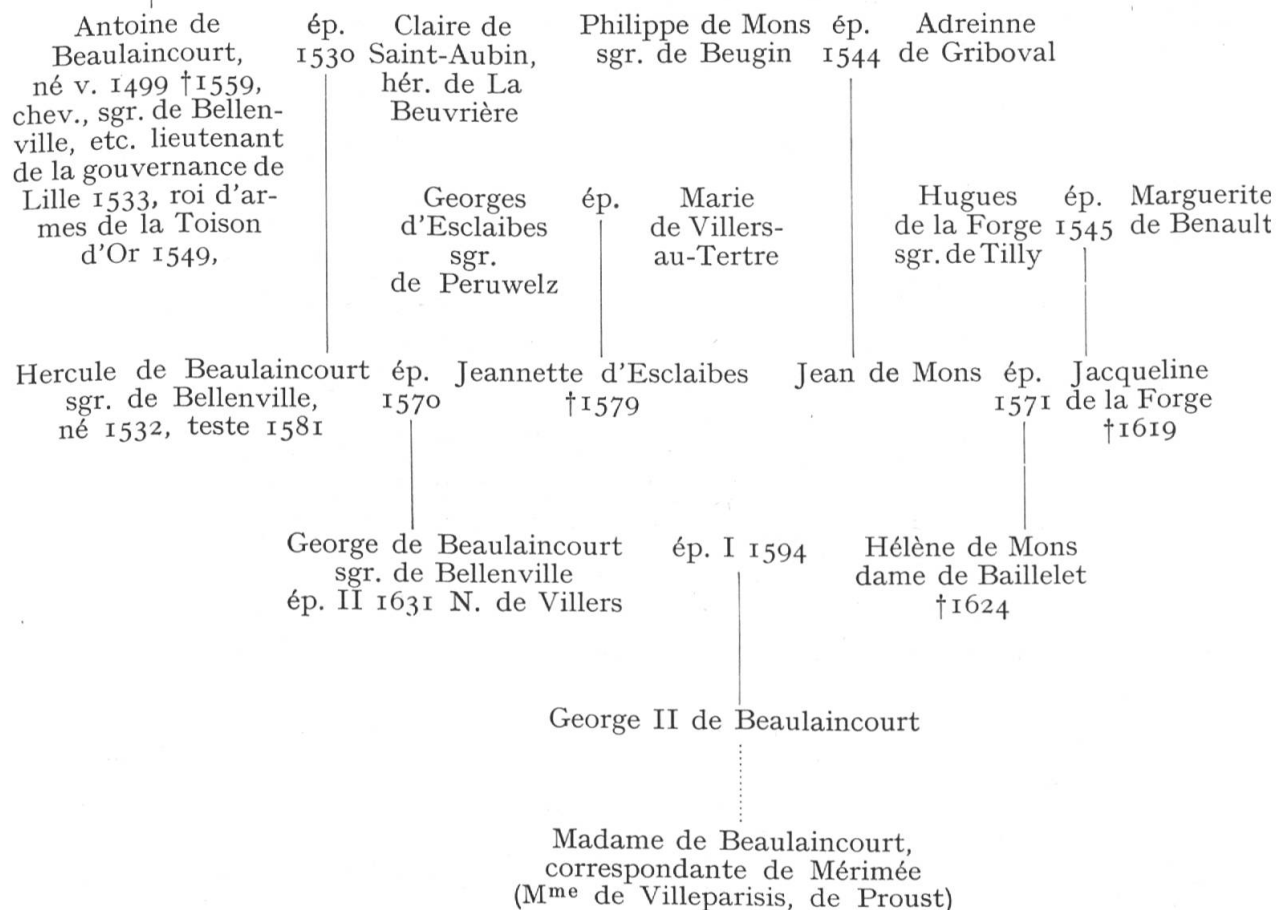 Antoine de
Beaulaincourt,
né v. 1499 †1559,
chev., sgr. de Bellen-
ville, etc. lieutenant
de la gouvernance de
Lille 1533, roi d'ar-
mes de la Toison
d'Or 1549,
ép.
1530
Claire de
Saint-Aubin,
hér. de La
Beuvrière
Philippe de Mons
sgr. de Beugin
ép.
1544
Adreinne
de Griboval
Georges
d'Esclaibes
sgr.
de Peruwelz
ép.
Marie
de Villers-
au-Tertre
Hugues
de la Forge
sgr. de Tilly
ép.
1545
Marguerite
de Benault
Hercule de Beaulaincourt
sgr. de Bellenville,
né 1532, teste 1581
ép.
1570
Jeannette d'Esclaibes
†1579
Jean de Mons
ép.
1571
Jacqueline
de la Forge
†1619
George de Beaulaincourt
sgr. de Bellenville
ép. II 1631 N. de Villers
ép. I 1594
Hélène de Mons
dame de Baillelet
†1624
George II de Beaulaincourt
Madame de Beaulaincourt,
correspondante de Mérimée
(Mme de Villeparisis, de Proust)